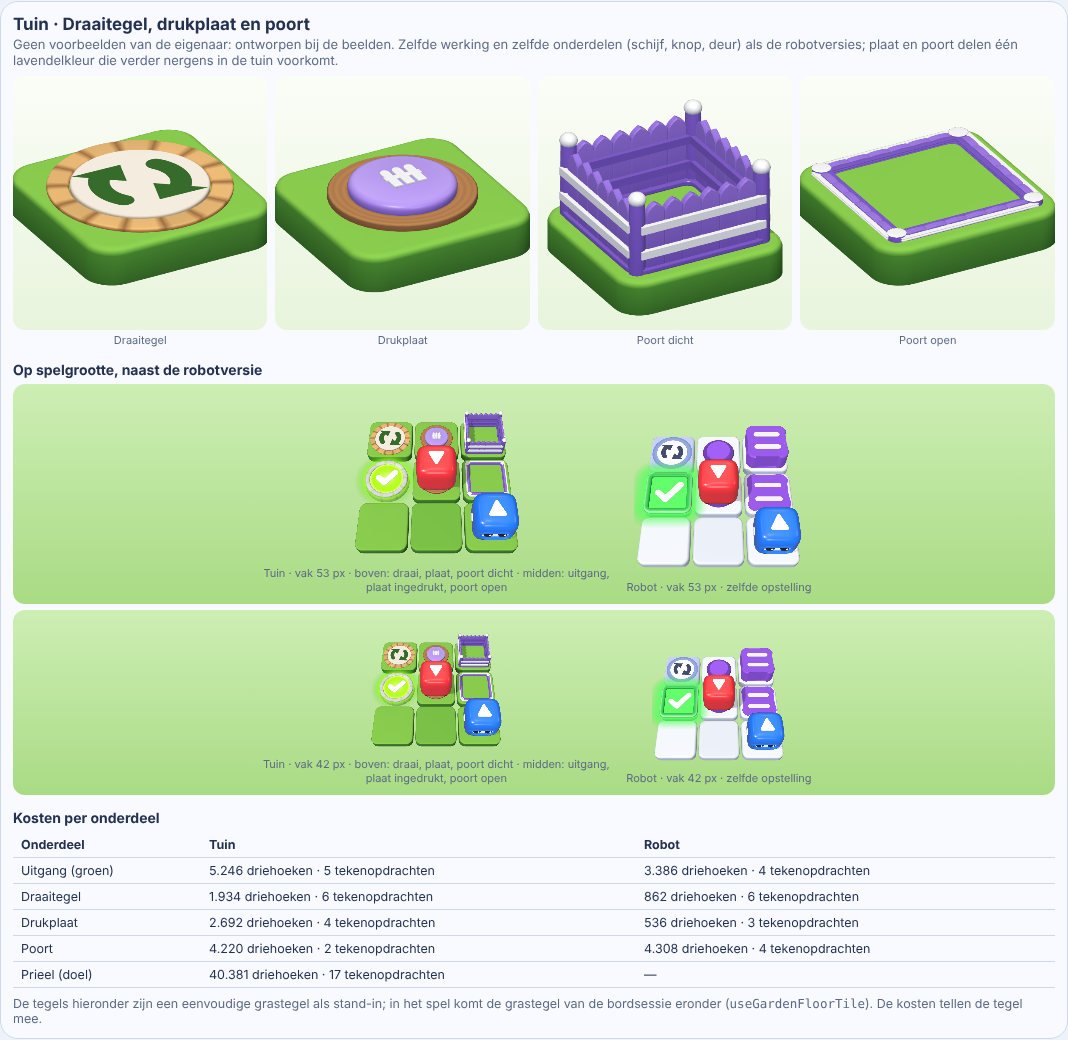 Tuin · Draaitegel, drukplaat en poort
Geen voorbeelden van de eigenaar: ontworpen bij de beelden. Zelfde werking en zelfde onderdelen (schijf, knop, deur) als de robotversies; plaat en poort delen één
lavendelkleur die verder nergens in de tuin voorkomt.
Draaitegel
Drukplaat
Poort dicht
Poort open
Op spelgrootte, naast de robotversie
Tuin · vak 53 px · boven: draai, plaat, poort dicht · midden: uitgang,
plaat ingedrukt, poort open
Robot · vak 53 px · zelfde opstelling
Tuin · vak 42 px · boven: draai, plaat, poort dicht · midden: uitgang,
plaat ingedrukt, poort open
Robot · vak 42 px · zelfde opstelling
Kosten per onderdeel
Onderdeel Tuin Robot
Uitgang (groen) 5.246 driehoeken · 5 tekenopdrachten 3.386 driehoeken · 4 tekenopdrachten
Draaitegel 1.934 driehoeken · 6 tekenopdrachten 862 driehoeken · 6 tekenopdrachten
Drukplaat 2.692 driehoeken · 4 tekenopdrachten 536 driehoeken · 3 tekenopdrachten
Poort 4.220 driehoeken · 2 tekenopdrachten 4.308 driehoeken · 4 tekenopdrachten
Prieel (doel) 40.381 driehoeken · 17 tekenopdrachten —
De tegels hieronder zijn een eenvoudige grastegel als stand-in; in het spel komt de grastegel van de bordsessie eronder (useGardenFloorTile). De kosten tellen de tegel
mee.